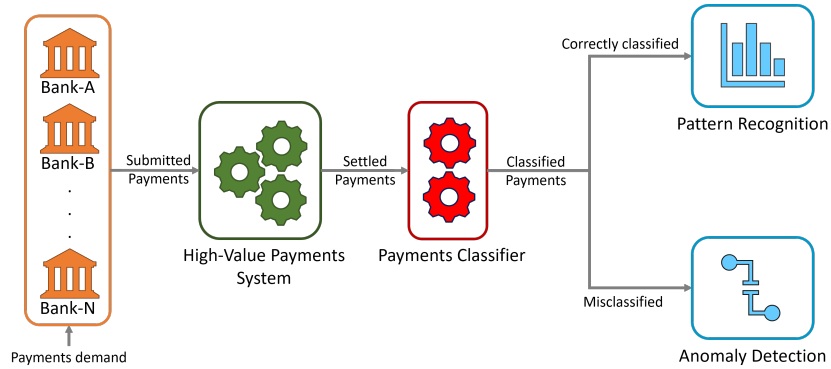 Bank-A
Bank-B
.
.
.
Bank-N
Payments demand
Submitted
Payments
High-Value Payments
System
Settled
Payments
Payments Classifier
Classified
Payments
Correctly classified
Pattern Recognition
Misclassified
Anomaly Detection